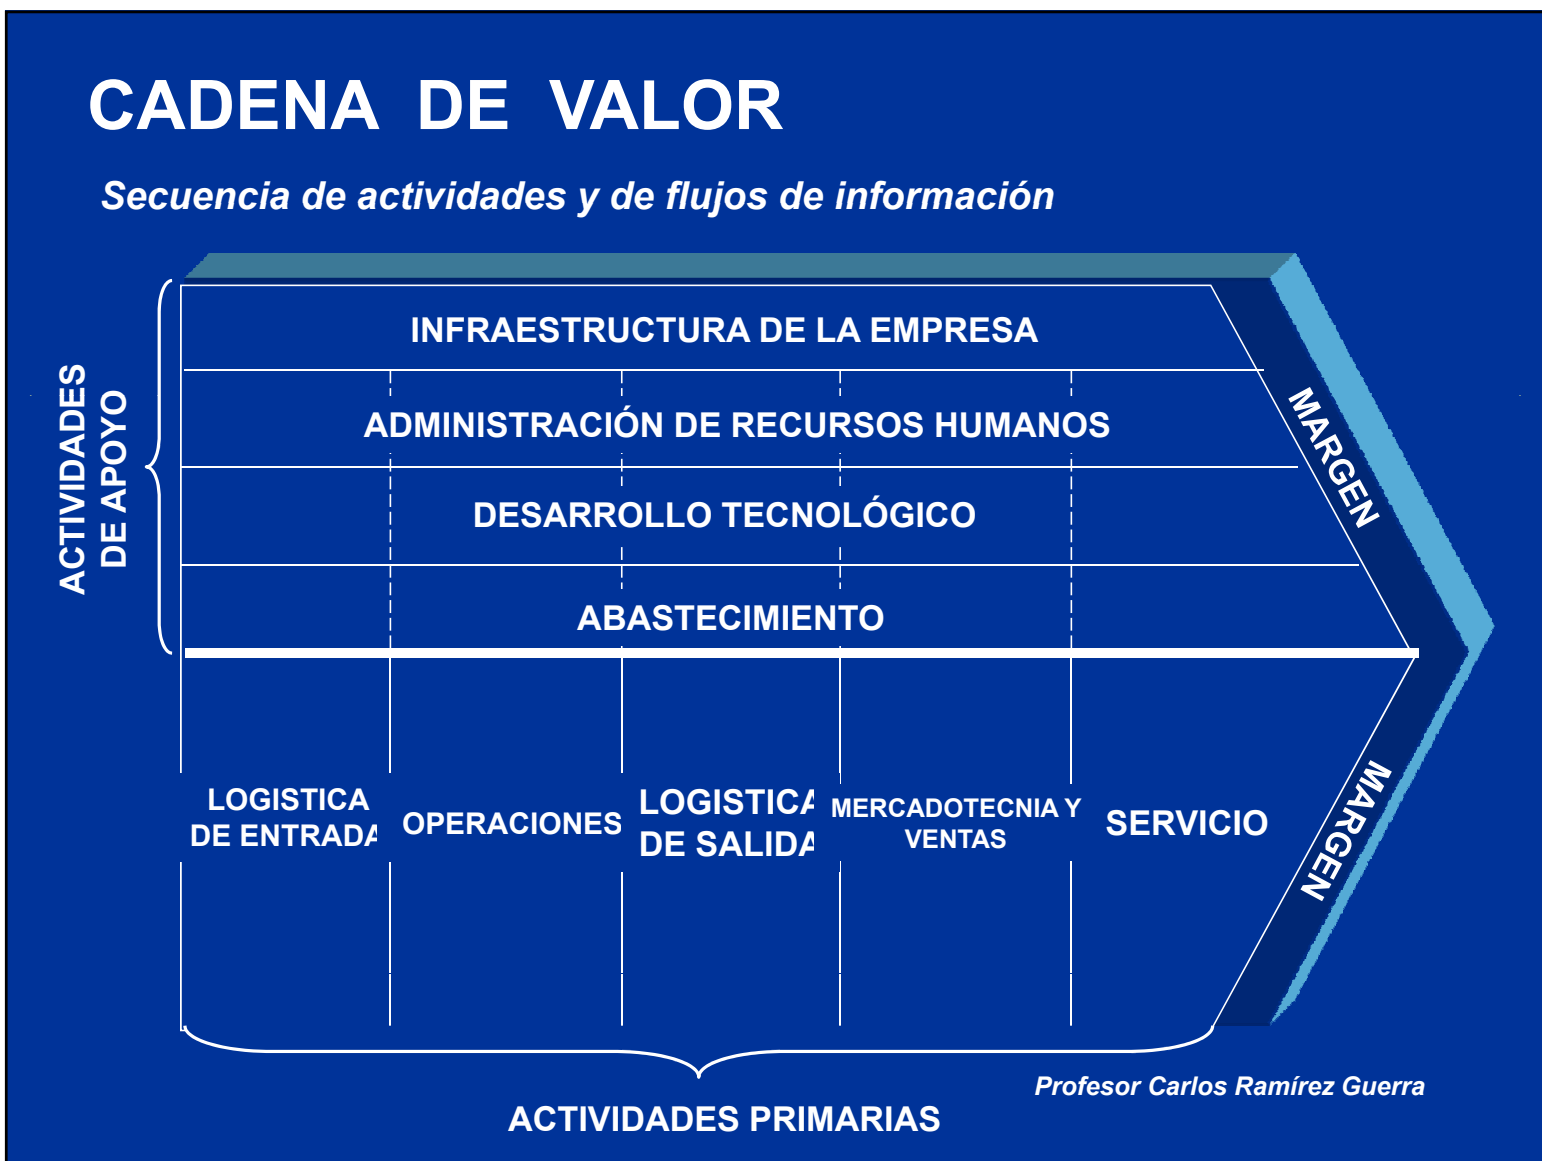 CADENA DE VALOR
Secuencia de actividades y de flujos de información
ACTIVIDADES
DE APOYO
INFRAESTRUCTURA DE LA EMPRESA
ADMINISTRACIÓN DE RECURSOS HUMANOS
DESARROLLO TECNOLÓGICO
ABASTECIMIENTO
MARGEN
LOGISTICA
DE ENTRADA
OPERACIONES
LOGISTICA
DE SALIDA
MERCADOTECNIA Y
VENTAS
SERVICIO
MARGEN
Profesor Carlos Ramírez Guerra
ACTIVIDADES PRIMARIAS